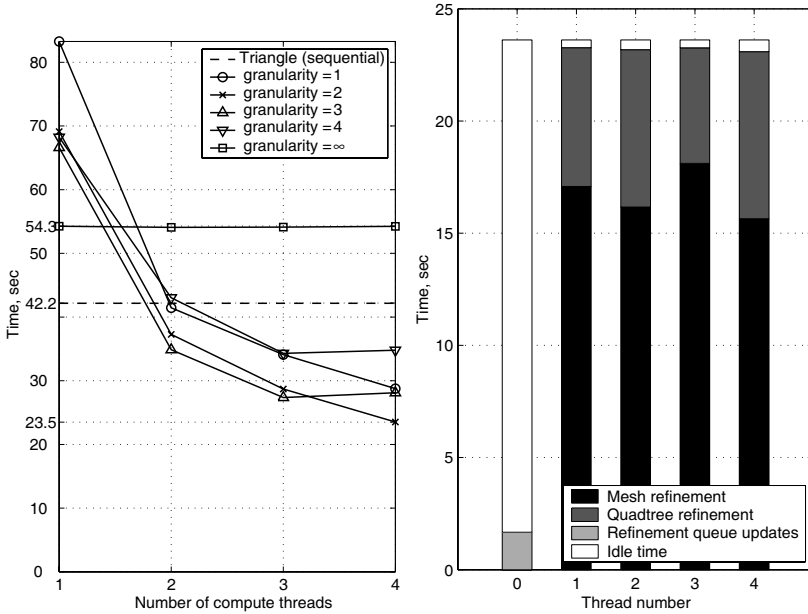 Triangle (sequential)
granularity = 1
granularity = 2
granularity = 3
granularity = 4
granularity = ∞
80
70
60
54.3
50
42.2
30
23.5
20
10
0
Time, sec
1
2
3
4
Number of compute threads
25
20
15
10
5
0
Time, sec
Mesh refinement
Quadtree refinement
Refinement queue updates
Idle time
0
1
2
3
4
Thread number